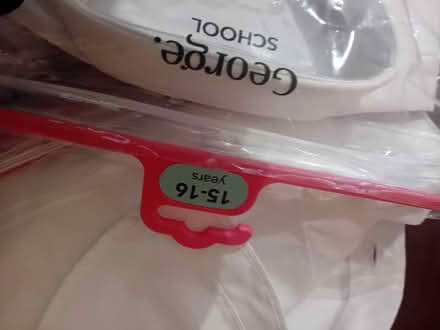 George.
SCHOOL
15-16
years